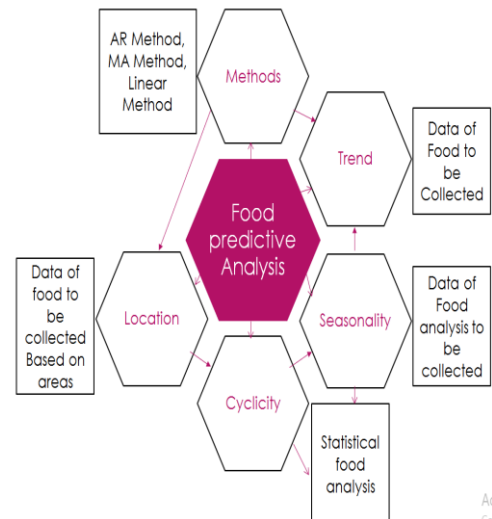 AR Method,
MA Method,
Linear
Method
Methods
Trend
Data of
Food to
be
Collected
Food
predictive
Analysis
Data of
food to
be
collected
Based on
areas
Location
Seasonality
Data of
Food
analysis to
be
collected
Cyclicity
Statistical
food
analysis